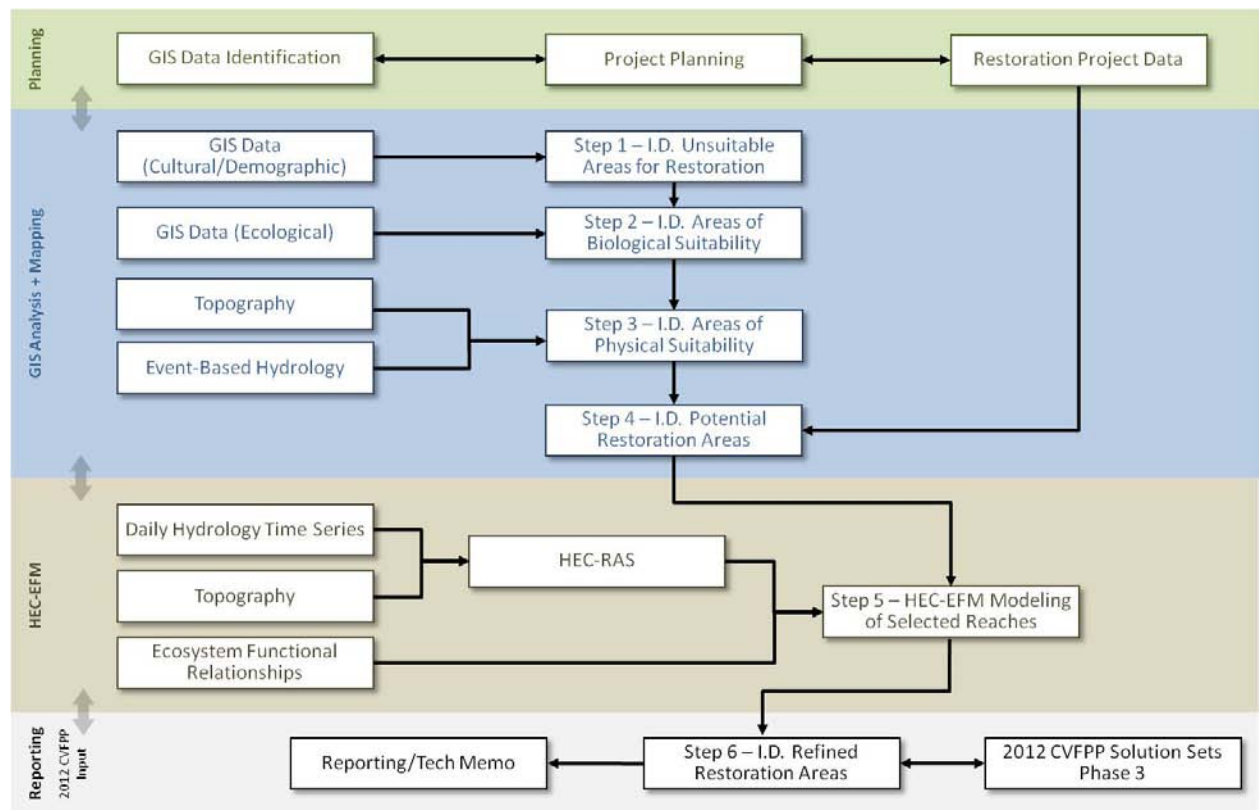 Planning
GIS Data Identification
Project Planning
Restoration Project Data
GIS Analysis + Mapping
GIS Data
(Cultural/Demographic)
Step 1 – I.D. Unsuitable
Areas for Restoration
GIS Data (Ecological)
Step 2 – I.D. Areas of
Biological Suitability
Topography
Event-Based Hydrology
Step 3 – I.D. Areas of
Physical Suitability
Step 4 – I.D. Potential
Restoration Areas
HEC-EFM
Daily Hydrology Time Series
Topography
HEC-RAS
Ecosystem Functional
Relationships
Step 5 – HEC-EFM Modeling
of Selected Reaches
Reporting
2012 CVFPP
Input
Reporting/Tech Memo
Step 6 – I.D. Refined
Restoration Areas
2012 CVFPP Solution Sets
Phase 3